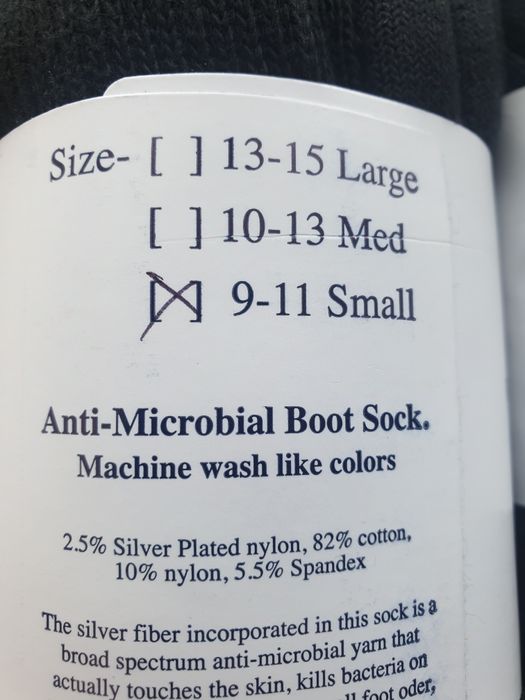 Size- [ ] 13-15 Large
[ ] 10-13 Med
[X] 9-11 Small
Anti-Microbial Boot Sock.
Machine wash like colors
2.5% Silver Plated nylon, 82% cotton,
10% nylon, 5.5% Spandex
The silver fiber incorporated in this sock is a
broad spectrum anti-microbial yarn that
actually touches the skin, kills bacteria on
foot oder,